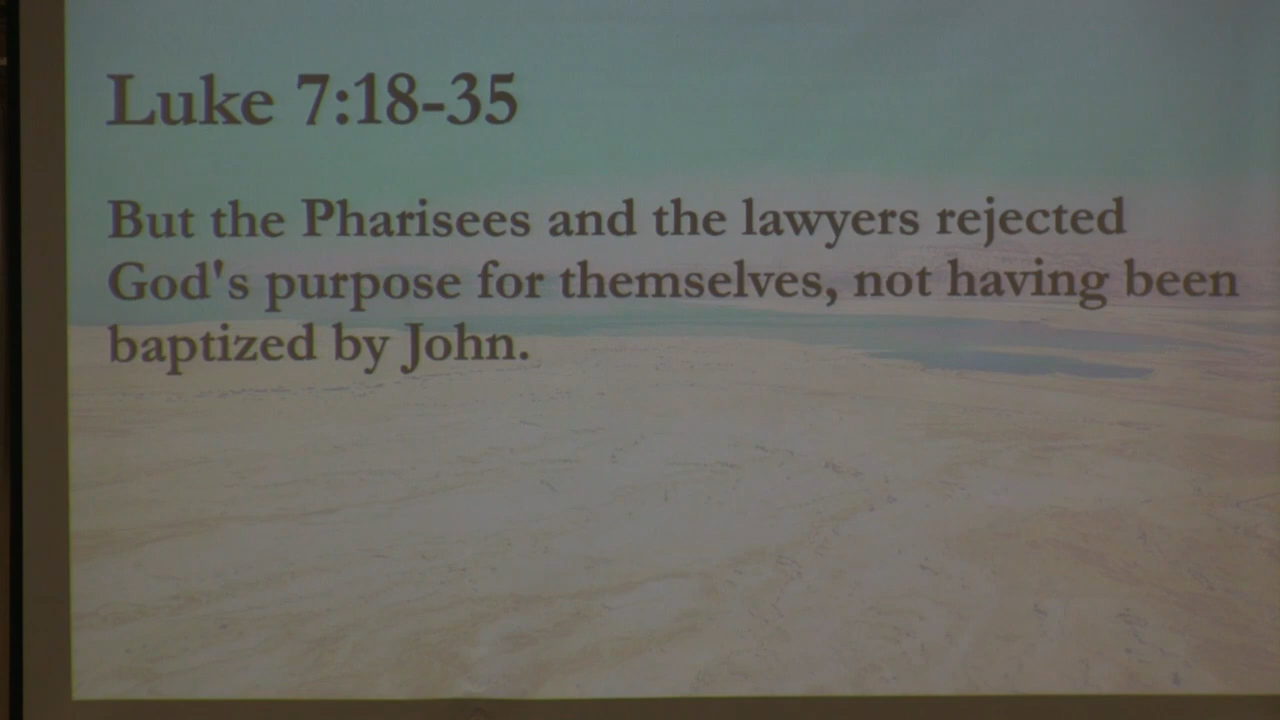 Luke 7:18-35
But the Pharisees and the lawyers rejected
God's purpose for themselves, not having been
baptized by John.